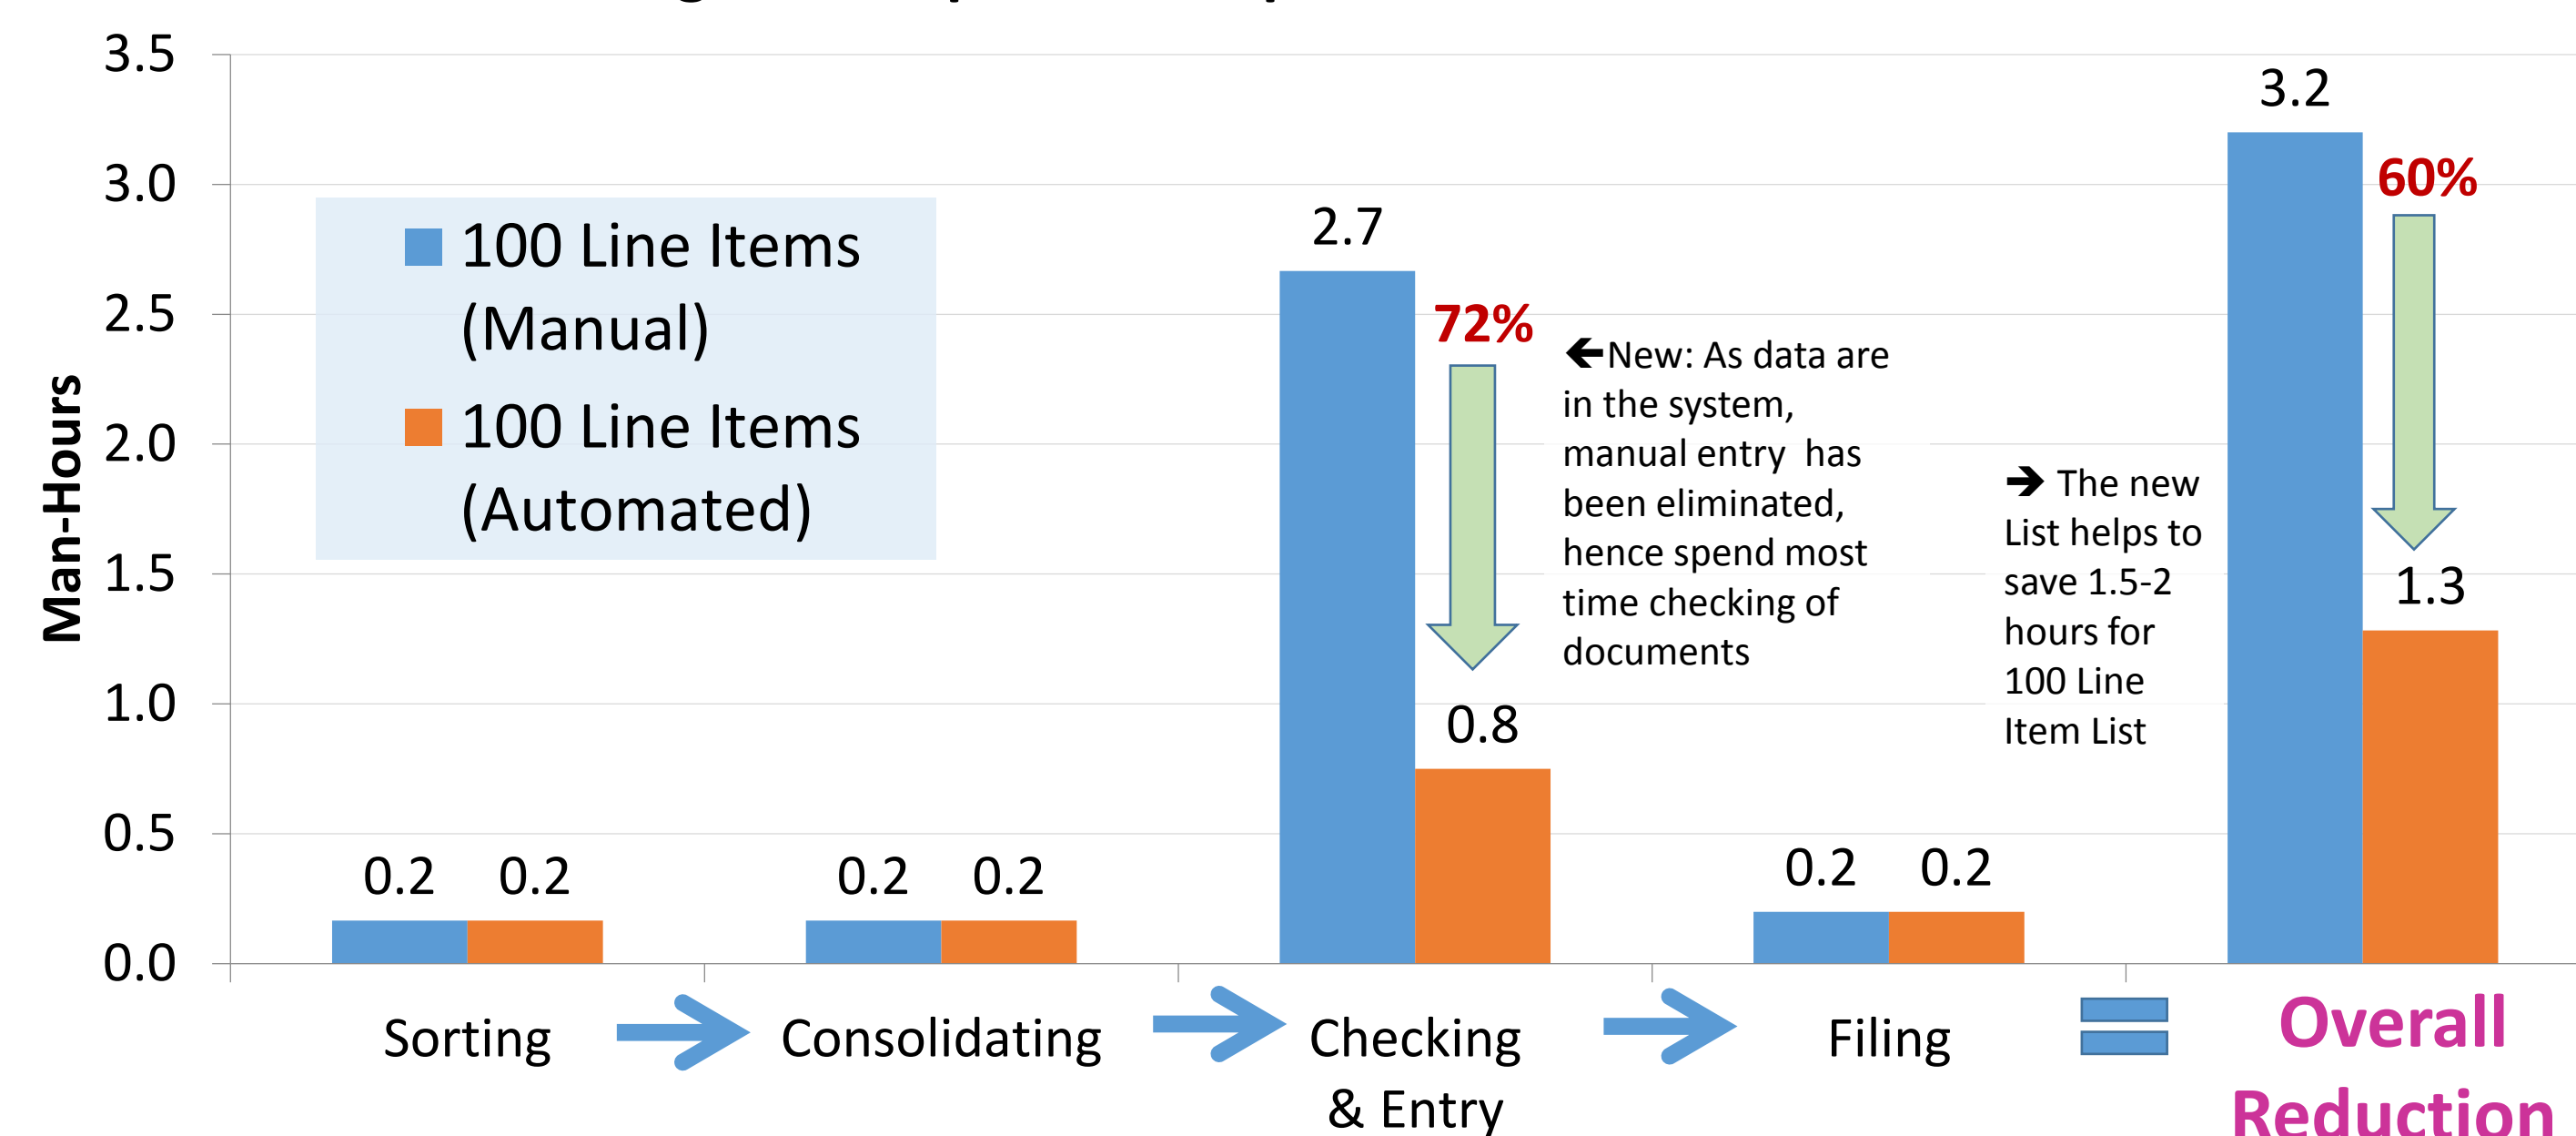 3.5
3.0
2.5
2.0
1.5
1.0
0.5
0.0
Man-Hours
100 Line Items
(Manual)
100 Line Items
(Automated)
0.2 0.2
0.2 0.2
2.7
72%
0.8
🡸New: As data are
in the system,
manual entry has
been eliminated,
hence spend most
time checking of
documents
0.2 0.2
🡺 The new
List helps to
save 1.5-2
hours for
100 Line
Item List
3.2
60%
1.3
Sorting
Consolidating
Checking
& Entry
Filing
Overall
Reduction